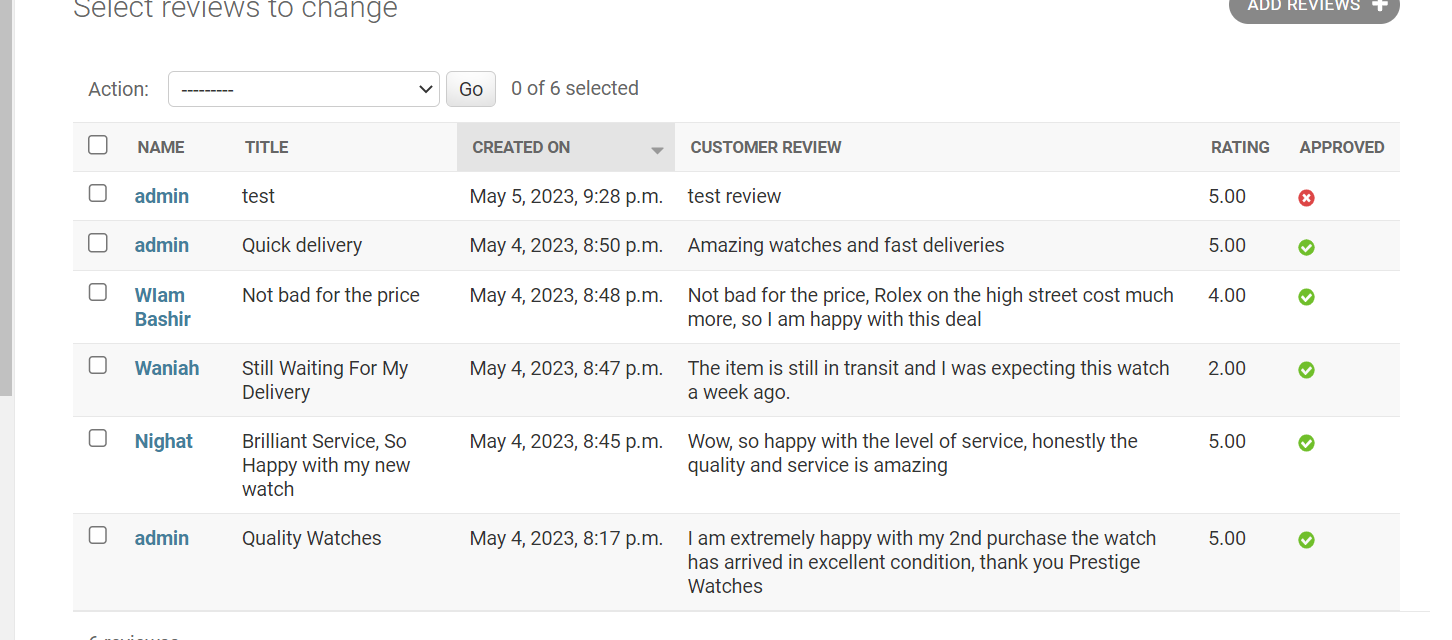 Select reviews to change
ADD REVIEWS +
Action: --------- Go 0 of 6 selected
NAME TITLE CREATED ON CUSTOMER REVIEW RATING APPROVED
admin test May 5, 2023, 9:28 p.m. test review 5.00
admin Quick delivery May 4, 2023, 8:50 p.m. Amazing watches and fast deliveries 5.00
WIam Not bad for the price May 4, 2023, 8:48 p.m. Not bad for the price, Rolex on the high street cost much 4.00
Bashir more, so I am happy with this deal
Waniah Still Waiting For My May 4, 2023, 8:47 p.m. The item is still in transit and I was expecting this watch 2.00
Delivery a week ago.
Nighat Brilliant Service, So May 4, 2023, 8:45 p.m. Wow, so happy with the level of service, honestly the 5.00
Happy with my new quality and service is amazing
watch
admin Quality Watches May 4, 2023, 8:17 p.m. I am extremely happy with my 2nd purchase the watch 5.00
has arrived in excellent condition, thank you Prestige
Watches
6 reviews